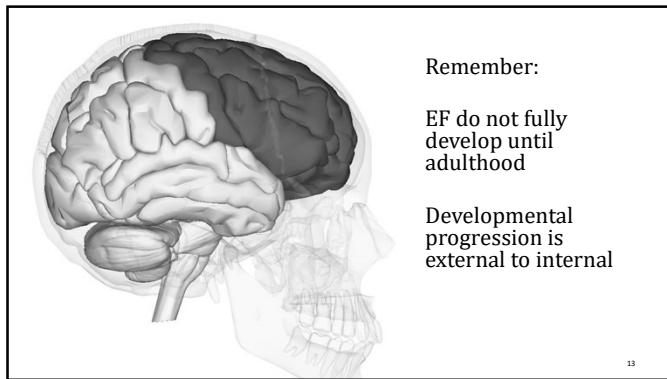 Remember:
EF do not fully
develop until
adulthood
Developmental
progression is
external to internal
13